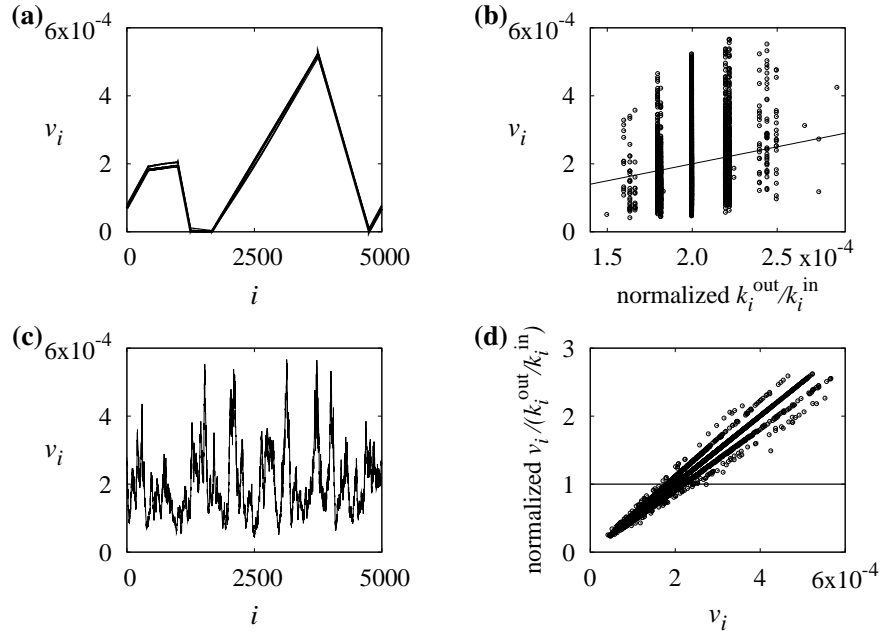 (a)
6x10⁻⁴
4
2
0
v_i
0 2500 5000
i
(b)
6x10⁻⁴
4
2
0
v_i
1.5 2.0 2.5 x10⁻⁴
normalized k_i^out/k_i^in
(c)
6x10⁻⁴
4
2
0
v_i
0 2500 5000
i
(d)
3
2
1
0
normalized v_i/(k_i^out/k_i^in)
0 2 4 6x10⁻⁴
v_i